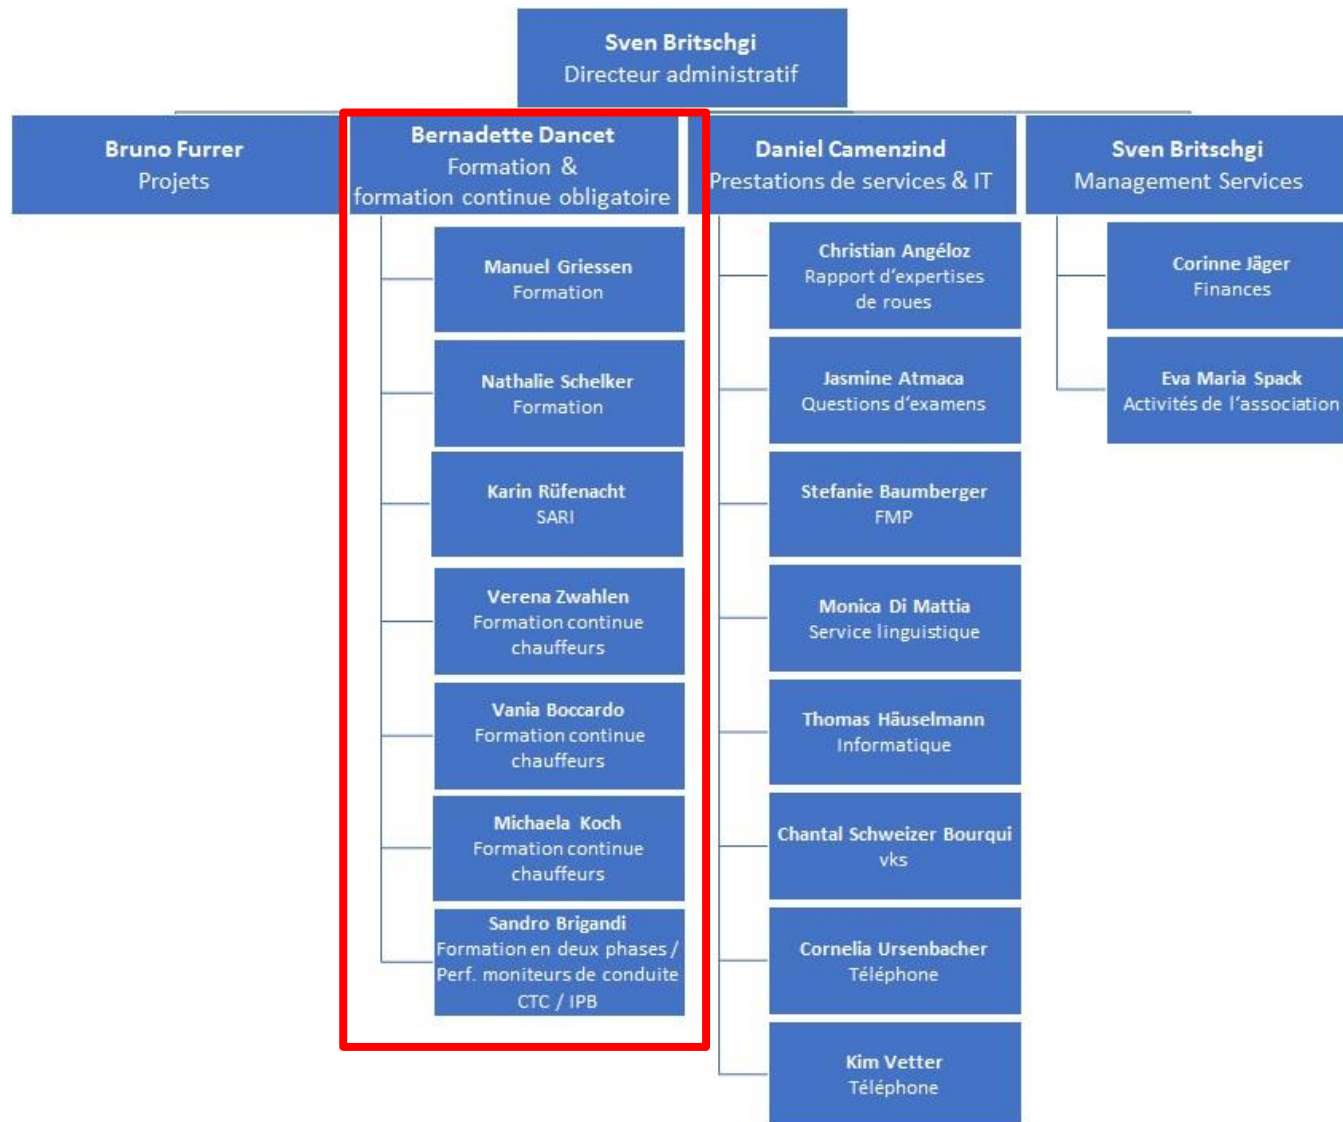 Sven Britschgi
Directeur administratif
Bruno Furrer
Projets
Bernadette Dancet
Formation &
formation continue obligatoire
Daniel Camenzind
Prestations de services & IT
Sven Britschgi
Management Services
Manuel Griessen
Formation
Nathalie Schelker
Formation
Karin Rüfenacht
SARI
Verena Zwahlen
Formation continue
chauffeurs
Vania Boccardo
Formation continue
chauffeurs
Michaela Koch
Formation continue
chauffeurs
Sandro Brigandi
Formation en deux phases /
Perf. moniteurs de conduite
CTC / IPB
Christian Angéloz
Rapport d‘expertises
de roues
Jasmine Atmaca
Questions d‘examens
Stefanie Baumberger
FMP
Monica Di Mattia
Service linguistique
Thomas Häuselmann
Informatique
Chantal Schweizer Bourqui
vks
Cornelia Ursenbacher
Téléphone
Kim Vetter
Téléphone
Corinne Jäger
Finances
Eva Maria Spack
Activités de l‘association